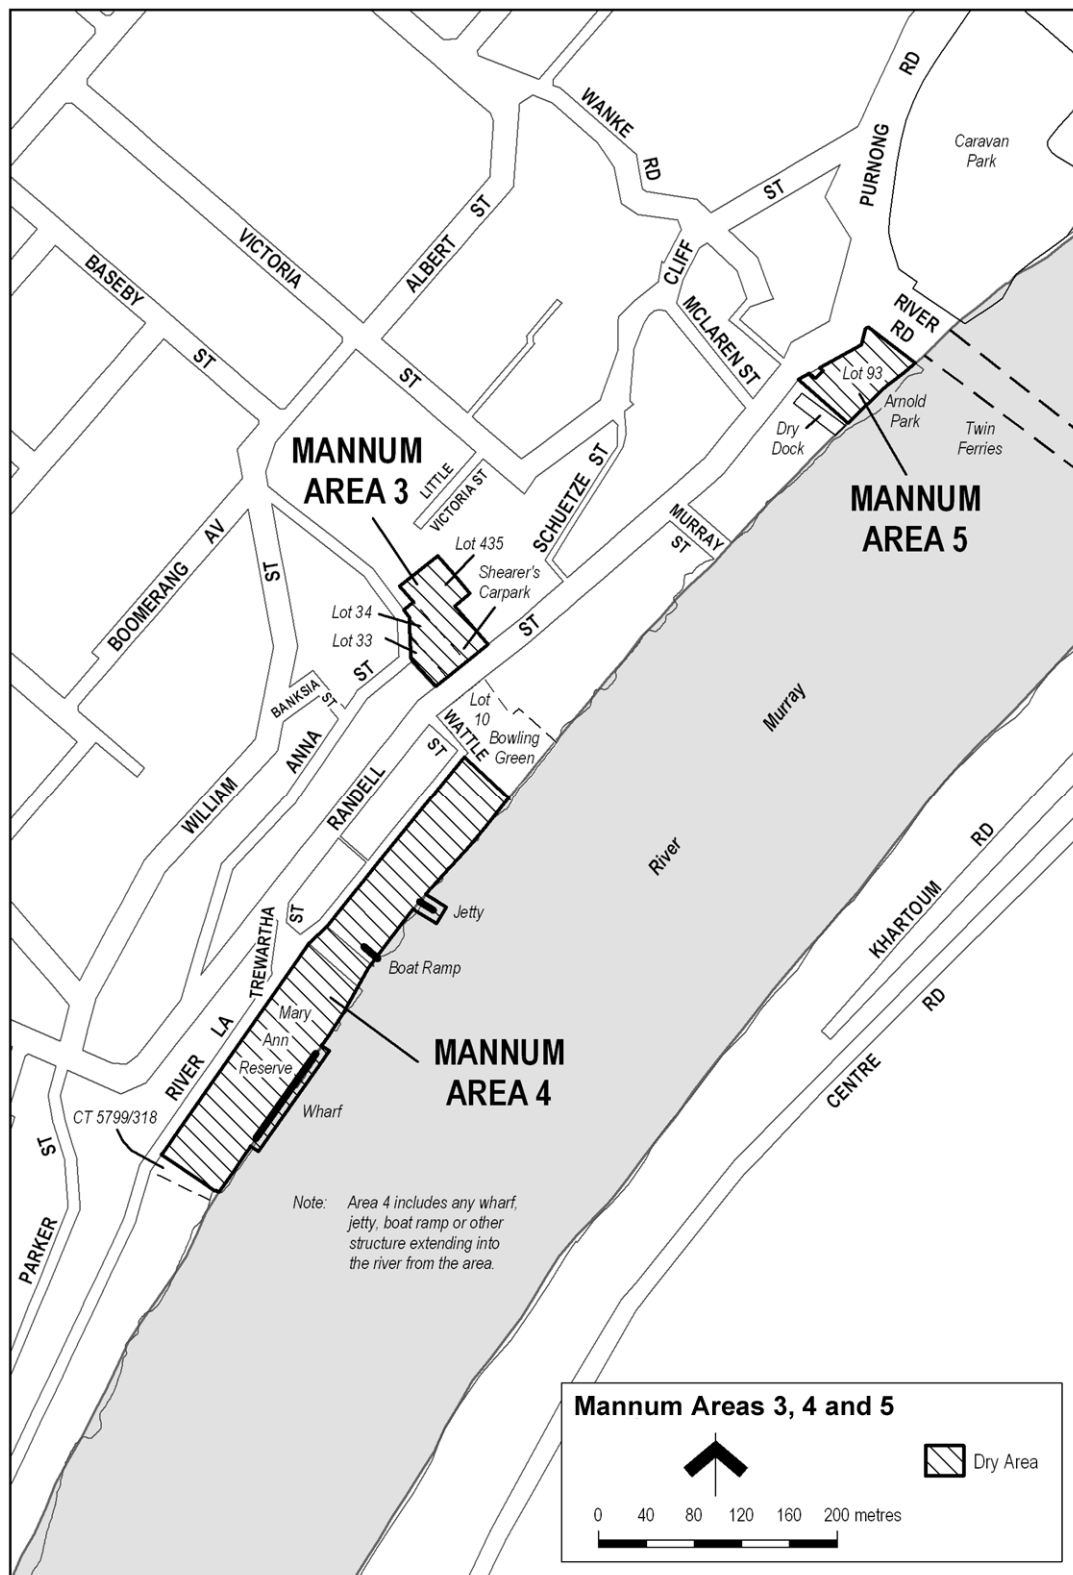 RD
WANKE
RD
PURNONG
Caravan
Park
ST
ST
ALBERT
VICTORIA
CLIFF
BASEBY
MCLAREN ST
RIVER
RD
ST
ST
Lot 93
Arnold
Park
Dry
Dock
Twin
Ferries
MANNUM
AREA 3
LITTLE
VICTORIA ST
SCHUETZE ST
MANNUM
AREA 5
MURRAY
ST
AV
BOOMERANG
ST
Lot 435
Shearer's
Carpark
Lot 34
Lot 33
ST
ST
BANKSIA ST
Lot
10
Bowling
Green
WATTLE
ST
Murray
ANNA
RANDELL
WILLIAM
River
RD
KHARTOUM
ST
TREWARTHA
Jetty
Boat Ramp
LA
RIVER
Mary
Ann
Reserve
MANNUM
AREA 4
RD
CENTRE
Wharf
CT 5799/318
ST
PARKER
Note: Area 4 includes any wharf,
jetty, boat ramp or other
structure extending into
the river from the area.
Mannum Areas 3, 4 and 5
Dry Area
0 40 80 120 160 200 metres